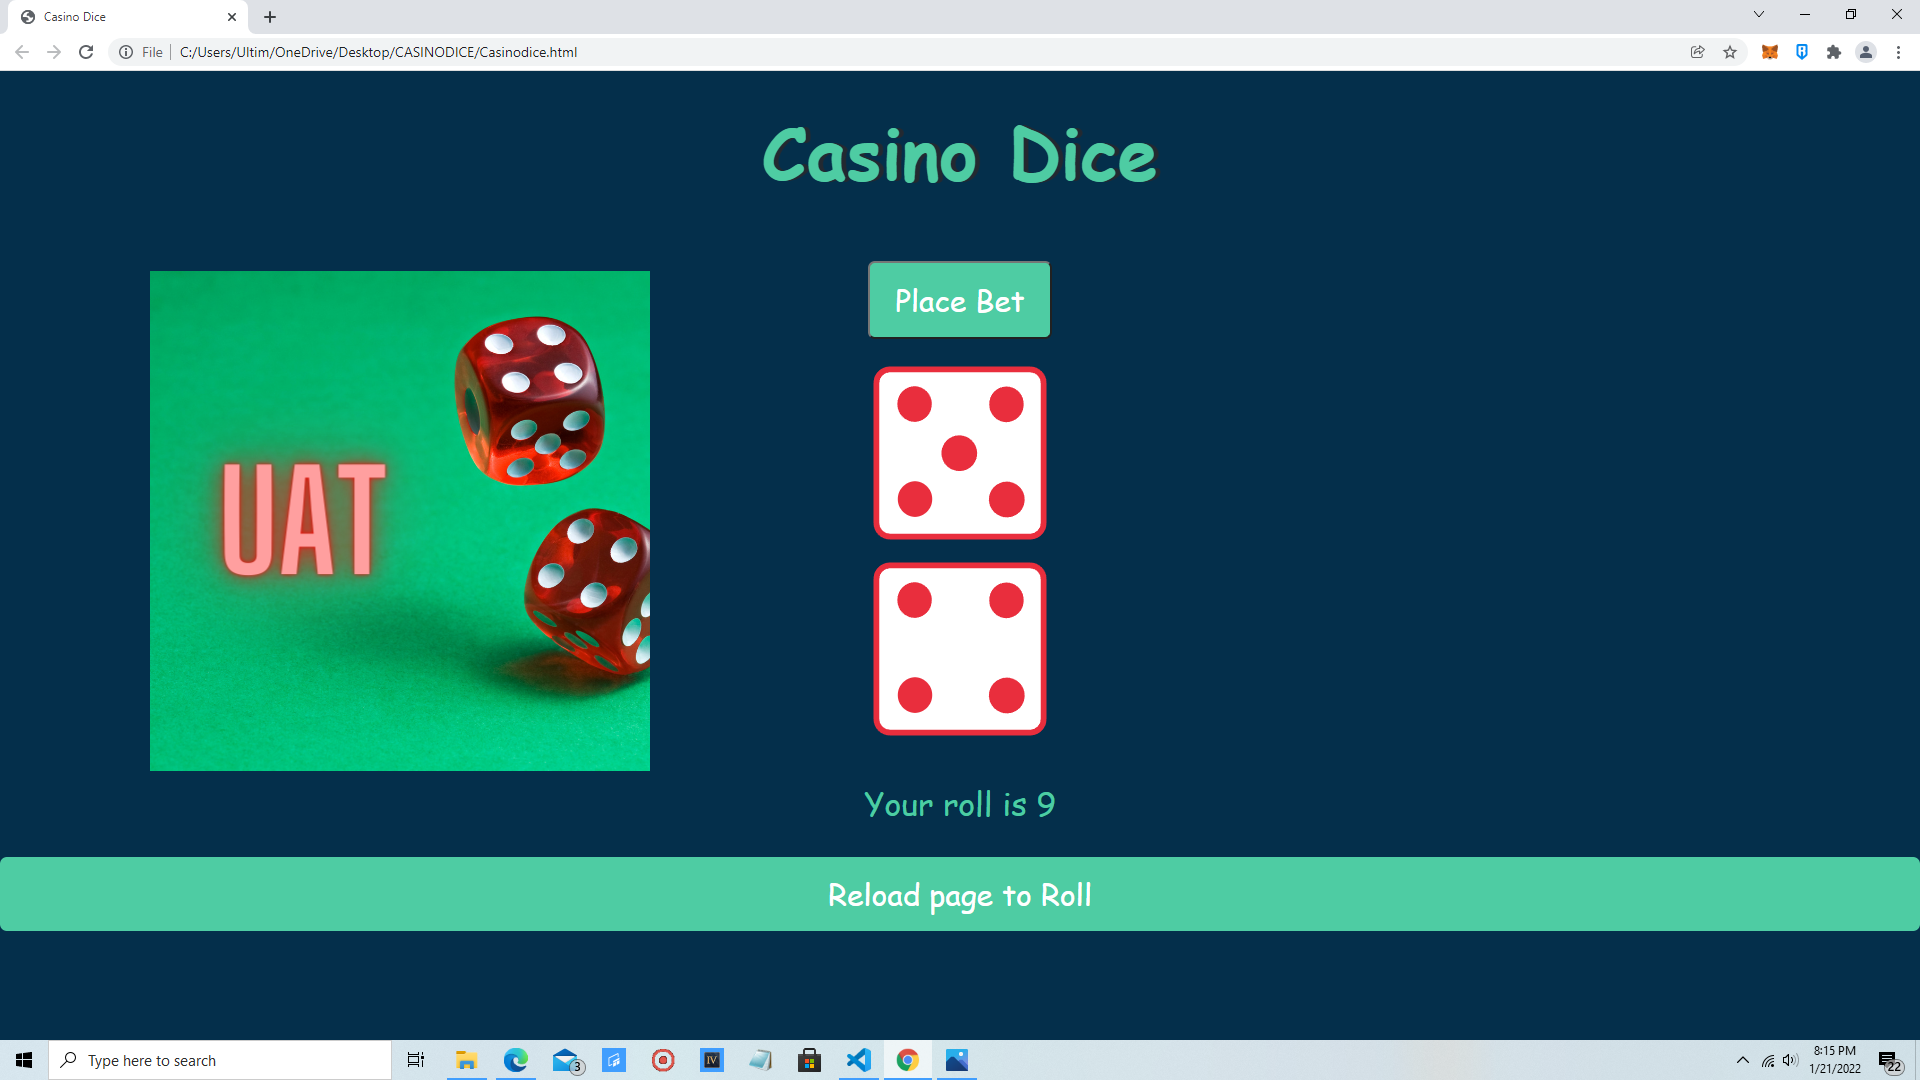 Casino Dice
File
C:/Users/Ultim/OneDrive/Desktop/CASINODICE/Casinodice.html
Casino Dice
Place Bet
UAT
Your roll is 9
Reload page to Roll
Type here to search
3
IV
8:15 PM
1/21/2022
22